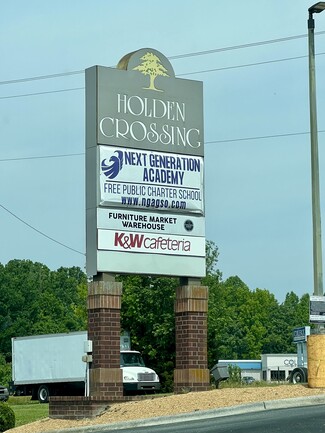 HOLDEN
CROSSING
NEXT GENERATION
ACADEMY
FREE PUBLIC CHARTER SCHOOL
www.ngagso.com
FURNITURE MARKET
WAREHOUSE
K&W cafeteria